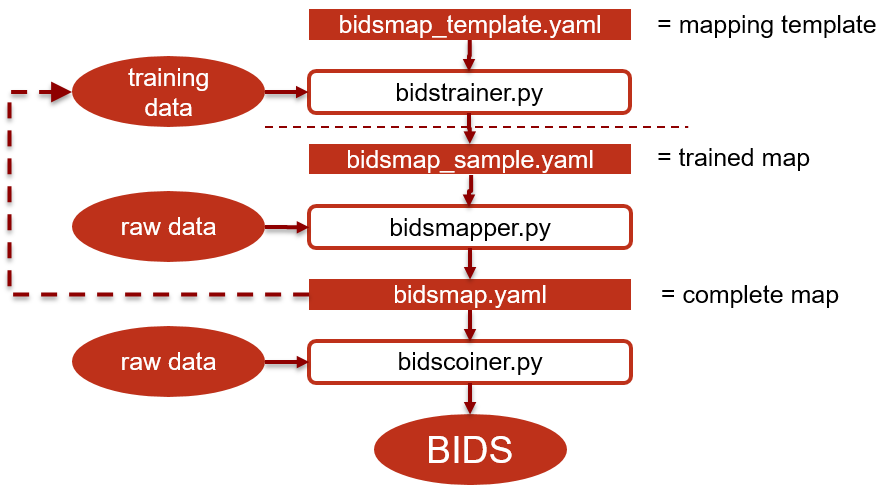 bidsmap_template.yaml = mapping template
training
data
bidstrainer.py
bidsmap_sample.yaml = trained map
raw data
bidsmapper.py
bidsmap.yaml = complete map
raw data
bidscoiner.py
BIDS